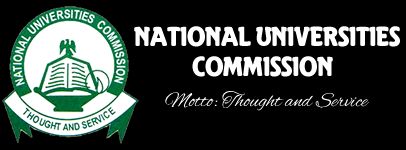 NATIONAL UNIVERSITIES COMMISSION
THOUGHT AND SERVICE
NATIONAL UNIVERSITIES
COMMISSION
Motto: Thought and Service